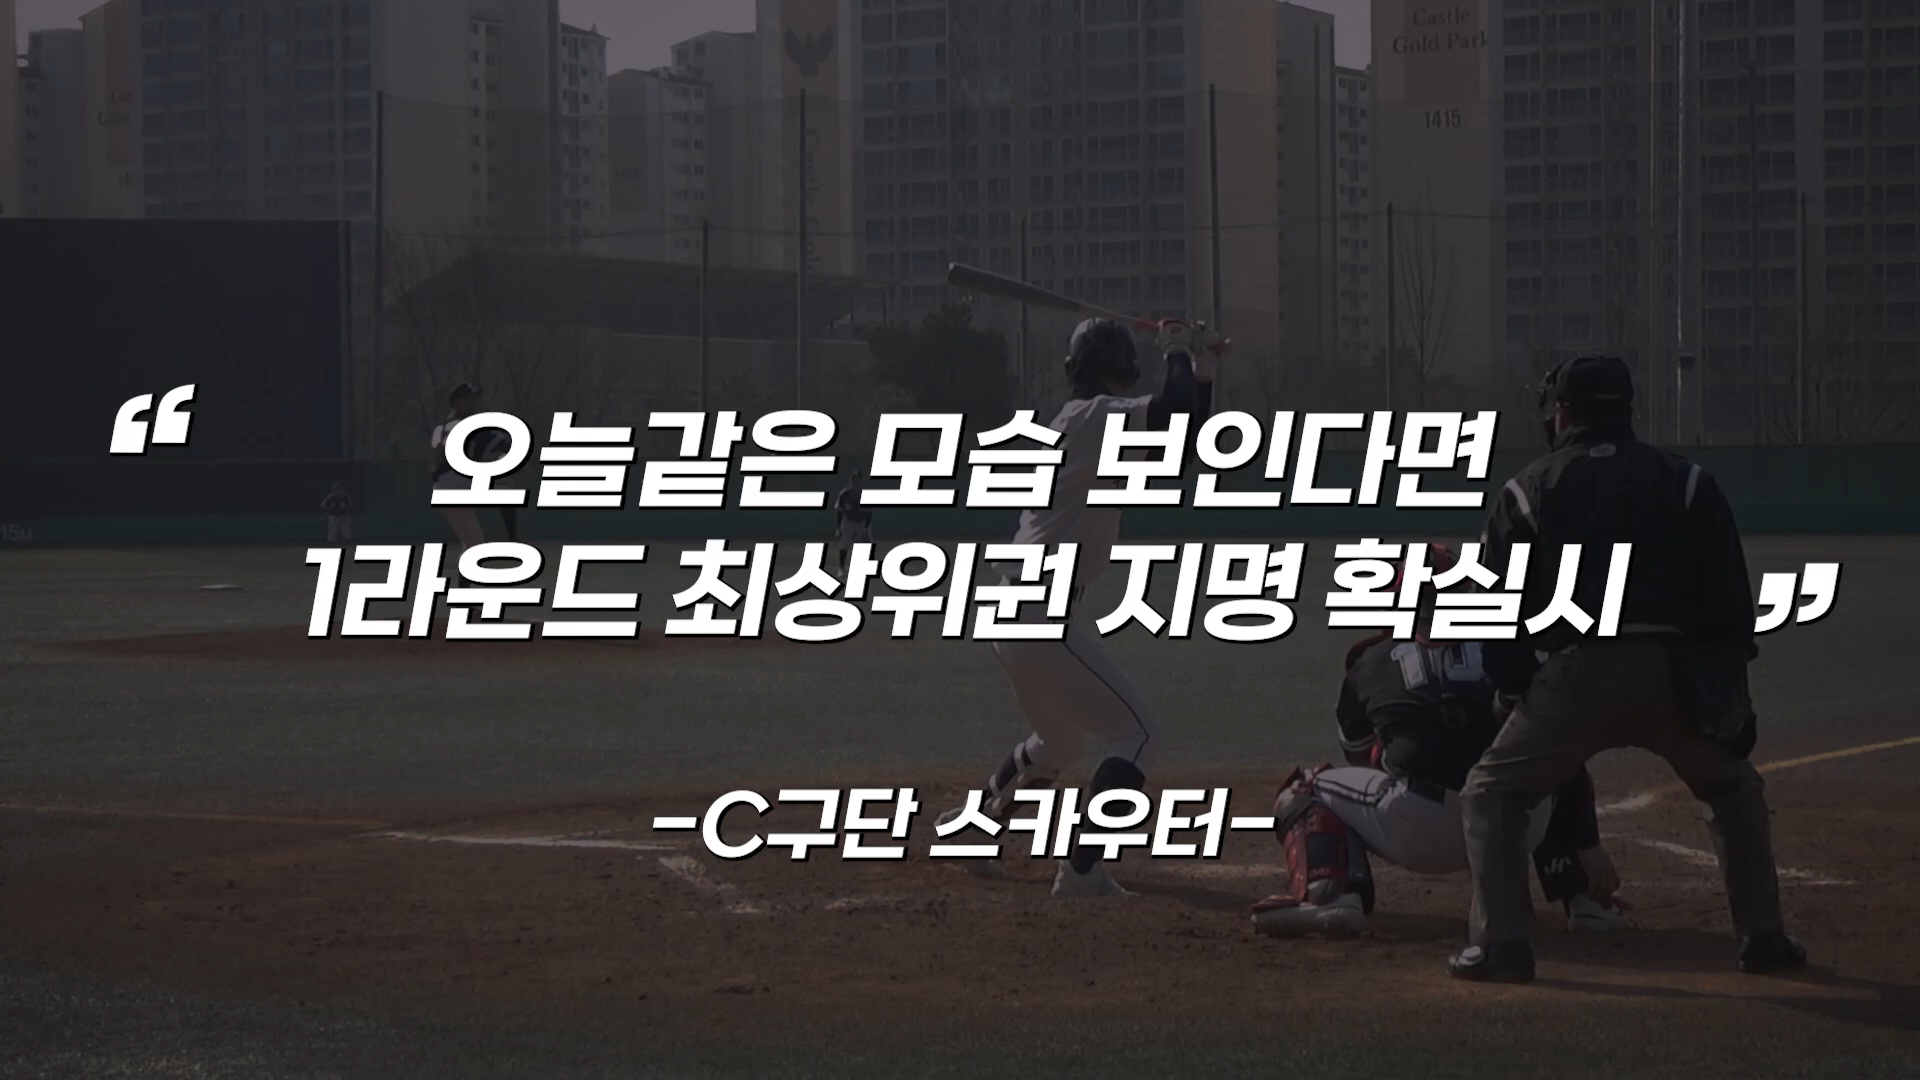 Castle
Gold Park
1415
“오늘같은 모습 보인다면
1라운드 최상위권 지명 확실시”
-C구단 스카우터-